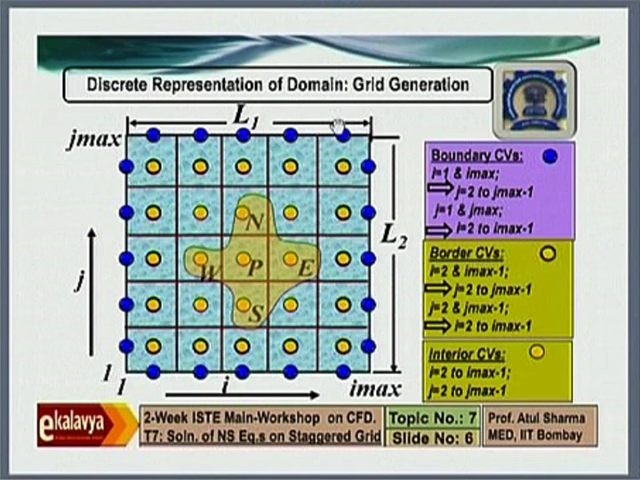 Discrete Representation of Domain: Grid Generation
L1
jmax
L2
N
W P E
S
j
1
1
i
imax
Boundary CVs:
i=1 & imax;
j=2 to jmax-1
j=1 & jmax;
i=2 to imax-1
Border CVs:
i=2 & imax-1;
j=2 to jmax-1
j=2 & jmax-1;
i=2 to imax-1
Interior CVs:
i=2 to imax-1;
j=2 to jmax-1
ekalavya
2-Week ISTE Main-Workshop on CFD.
T7: Soln. of NS Eq.s on Staggered Grid
Topic No.: 7
Slide No: 6
Prof. Atul Sharma
MED, IIT Bombay